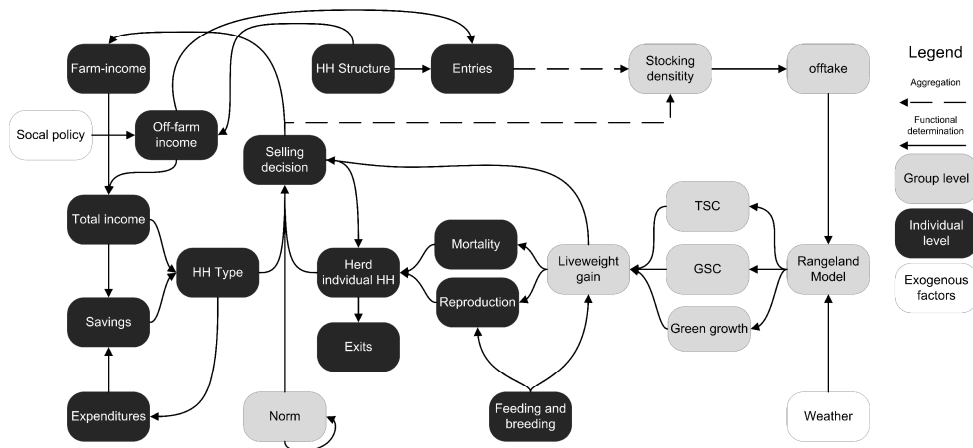 Farm-income
HH Structure
Entries
Stocking
densitity
offtake
Legend
Aggregation
Functional
determination
Socal policy
Off-farm
income
Selling
decision
Group level
Total income
TSC
Individual
level
HH Type
Herd
indvidual HH
Mortality
Liveweight
gain
GSC
Rangeland
Model
Exogenous
factors
Reproduction
Savings
Green growth
Exits
Expenditures
Norm
Feeding and
breeding
Weather